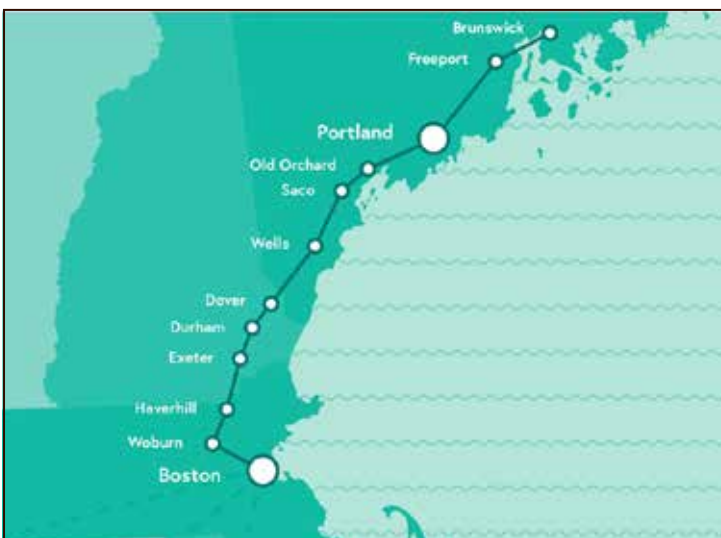 Brunswick
Freeport
Portland
Old Orchard
Saco
Wells
Dover
Durham
Exeter
Haverhill
Woburn
Boston